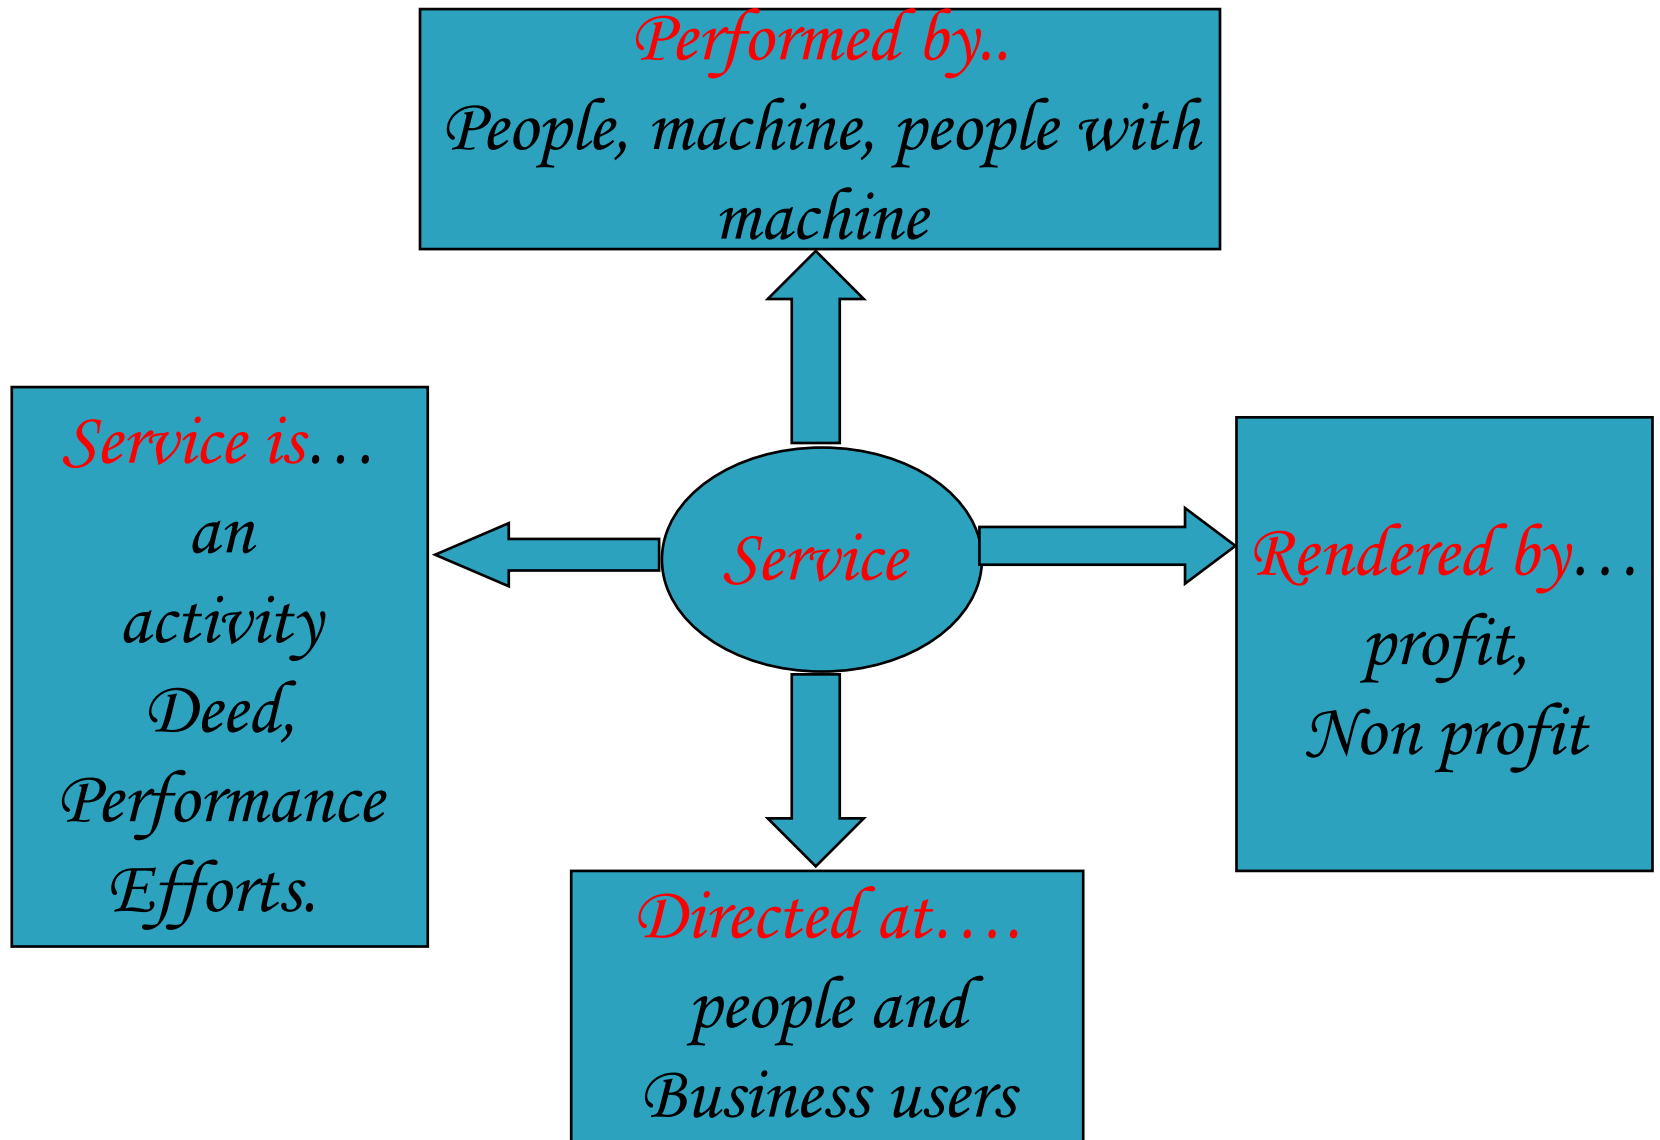 Performed by..
People, machine, people with
machine
Service is…
an
activity
Deed,
Performance
Efforts.
Service
Rendered by…
profit,
Non profit
Directed at….
people and
Business users